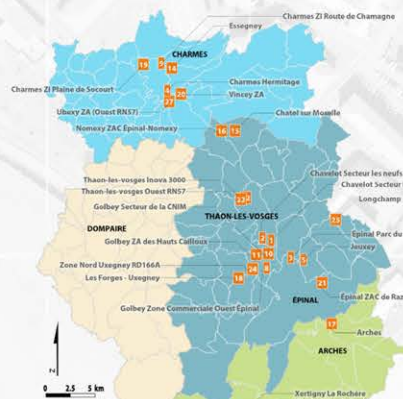 Charmes ZI Route de Chamagne
Essegney
CHARMES
19
14
Charmes ZI Plaine de Socourt
Charmes Hermitage
20
Vincey ZA
27
Ubexy ZA (Ouest RN57)
Chatel sur Moselle
Nomexy ZAC Épinal-Nomexy
16
13
Thaon-les-vosges Inova 3000
Chavelot Secteur les neufs
Thaon-les-vosges Ouest RN57
Chavelot Secteur
22
Longchamp
Golbey Secteur de la CNIM
THAON-LES-VOSGES
DOMPAIRE
Épinal Parc du
Golbey ZA des Hauts Cailloux
2
1
Jeuxey
11
10
3
5
Zone Nord Uxegney RD166A
8
Les Forges - Uxegney
18
21
ÉPINAL
Épinal ZAC de Raz
Golbey Zone Commerciale Ouest Épinal
17
Arches
ARCHES
Xertigny La Rochère
N
0 2.5 5 km